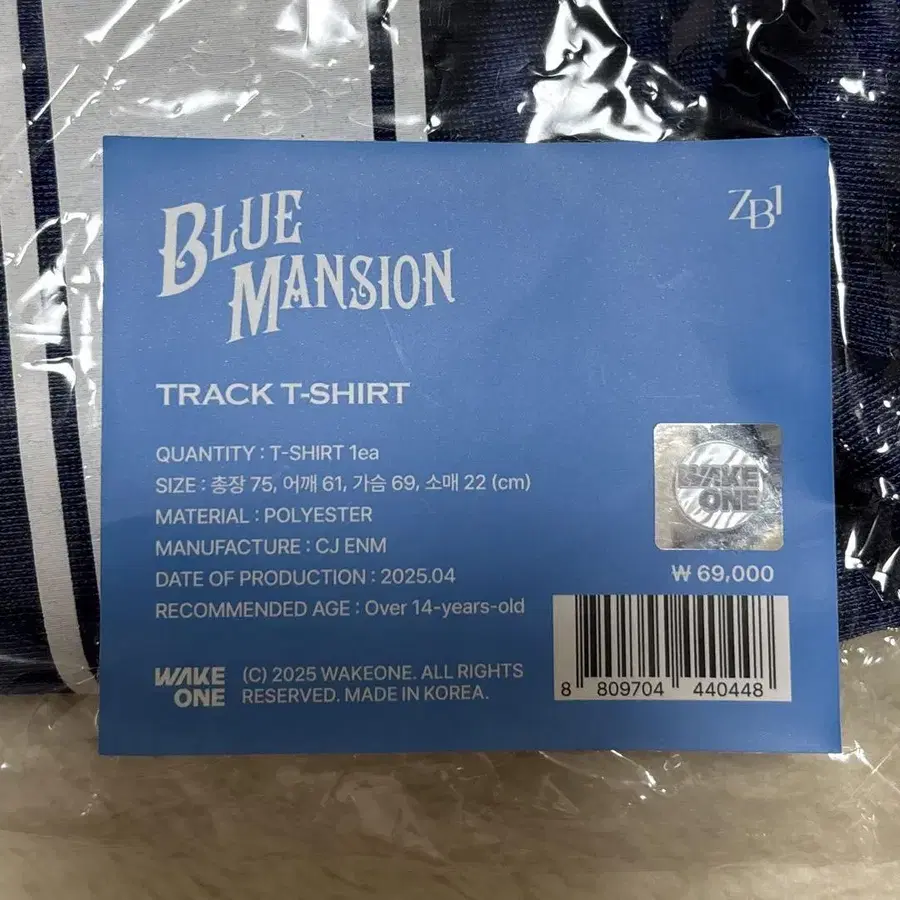 BLUE
MANSION
ZB1
TRACK T-SHIRT
QUANTITY : T-SHIRT 1ea
SIZE : 총장 75, 어깨 61, 가슴 69, 소매 22 (cm)
MATERIAL : POLYESTER
MANUFACTURE : CJ ENM
DATE OF PRODUCTION : 2025.04
RECOMMENDED AGE : Over 14-years-old
WAKE
ONE
₩ 69,000
8 809704 440448
WAKE
ONE
(C) 2025 WAKEONE. ALL RIGHTS
RESERVED. MADE IN KOREA.